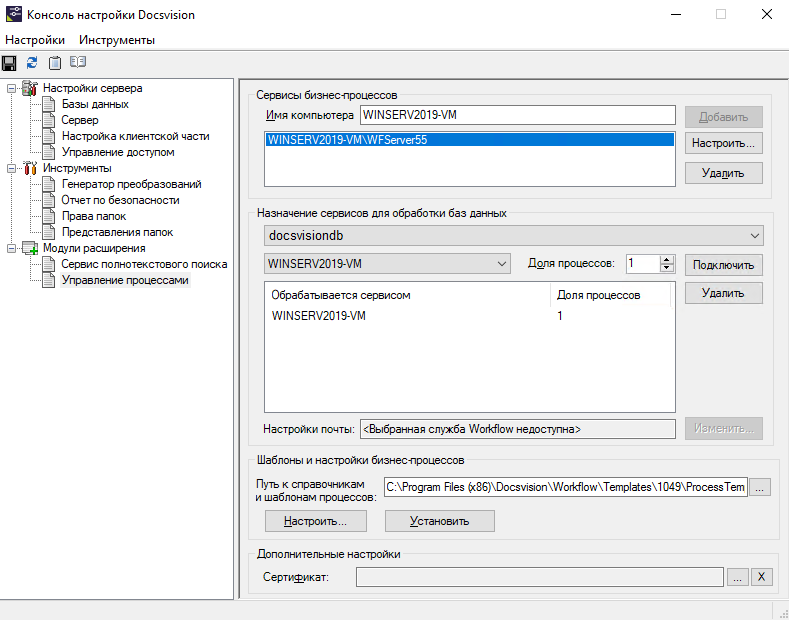 Консоль настройки Docsvision
Настройки Инструменты
Настройки сервера
Базы данных
Сервер
Настройка клиентской части
Управление доступом
Инструменты
Генератор преобразований
Отчет по безопасности
Права папок
Представления папок
Модули расширения
Сервис полнотекстового поиска
Управление процессами
Сервисы бизнес-процессов
Имя компьютера WINSERV2019-VM Добавить
WINSERV2019-VM\WFServer55 Настроить...
Удалить
Назначение сервисов для обработки баз данных
docsvisiondb
WINSERV2019-VM Доля процессов: 1 Подключить
Обрабатывается сервисом Доля процессов Удалить
WINSERV2019-VM 1
Настройки почты: <Выбранная служба Workflow недоступна> Изменить...
Шаблоны и настройки бизнес-процессов
Путь к справочникам
и шаблонам процессов: C:\Program Files (x86)\Docsvision\Workflow\Templates\1049\ProcessTem ...
Настроить... Установить
Дополнительные настройки
Сертификат: ... X